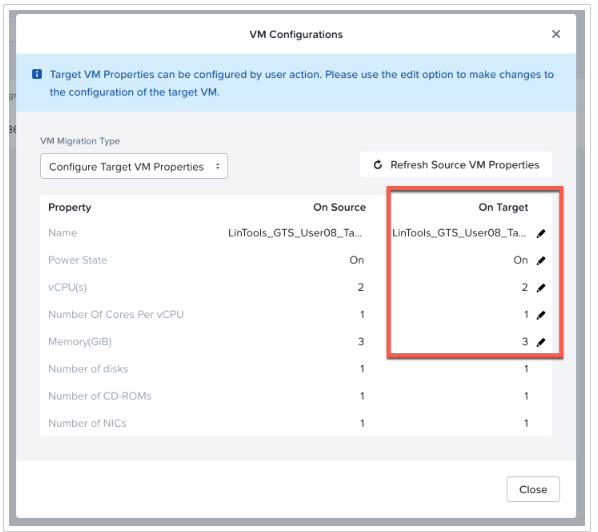 VM Configurations
Target VM Properties can be configured by user action. Please use the edit option to make changes to
the configuration of the target VM.
VM Migration Type
Configure Target VM Properties
Refresh Source VM Properties
Property On Source On Target
Name LinTools_GTS_User08_Ta... LinTools_GTS_User08_Ta...
Power State On On
vCPU(s) 2 2
Number Of Cores Per vCPU 1 1
Memory(GiB) 3 3
Number of disks 1 1
Number of CD-ROMs 1 1
Number of NICs 1 1
Close